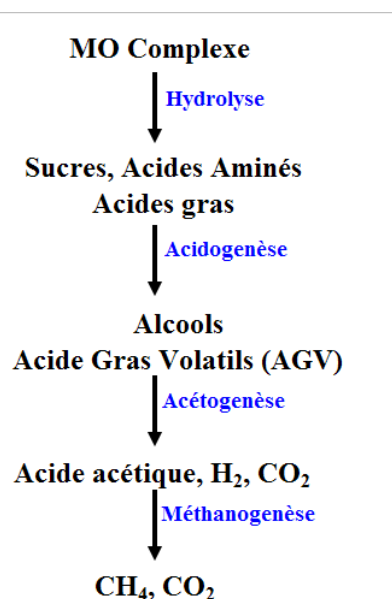 MO Complexe
Hydrolyse
Sucres, Acides Aminés
Acides gras
Acidogenèse
Alcools
Acide Gras Volatils (AGV)
Acétogenèse
Acide acétique, H₂, CO₂
Méthanogenèse
CH₄, CO₂